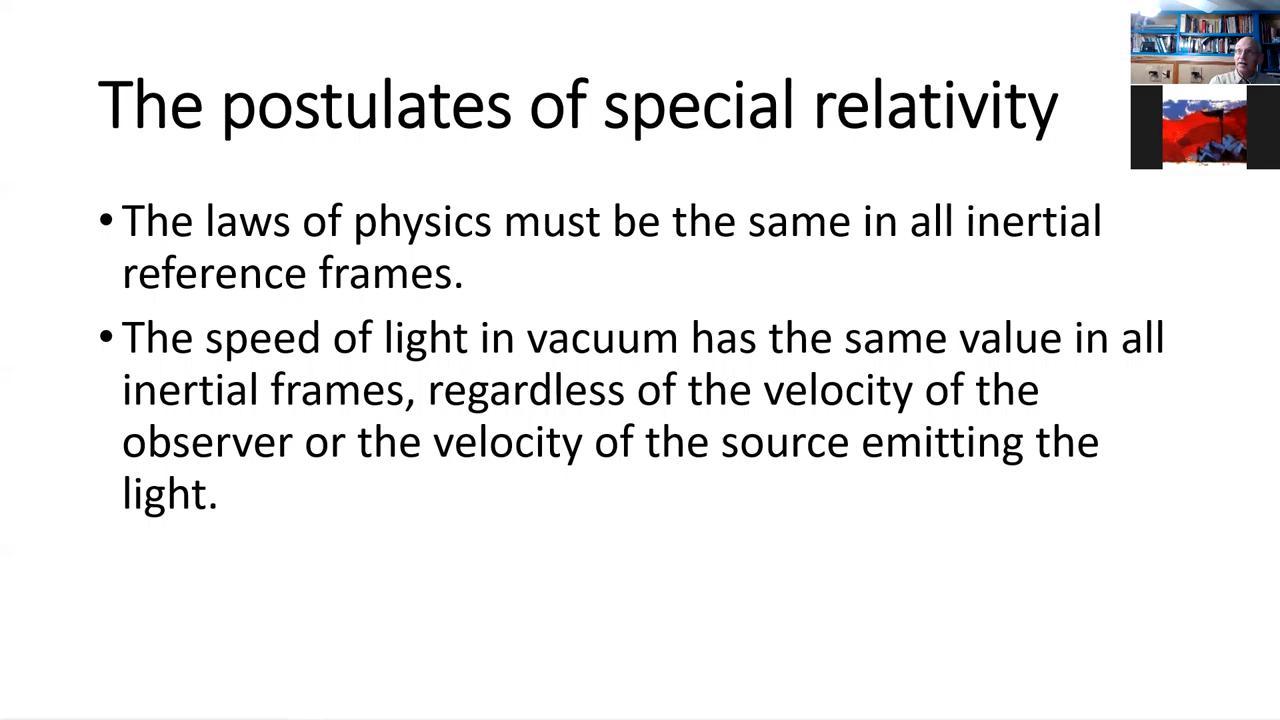 The postulates of special relativity
•The laws of physics must be the same in all inertial
reference frames.
•The speed of light in vacuum has the same value in all
inertial frames, regardless of the velocity of the
observer or the velocity of the source emitting the
light.